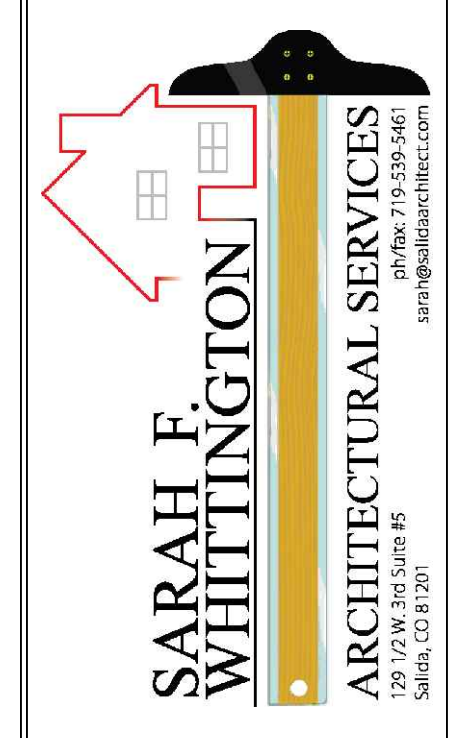 SARAH F.
WHITTINGTON
ARCHITECTURAL SERVICES
129 1/2 W. 3rd Suite #5
Salida, CO 81201
ph/fax: 719-539-5461
sarah@salidaarchitect.com